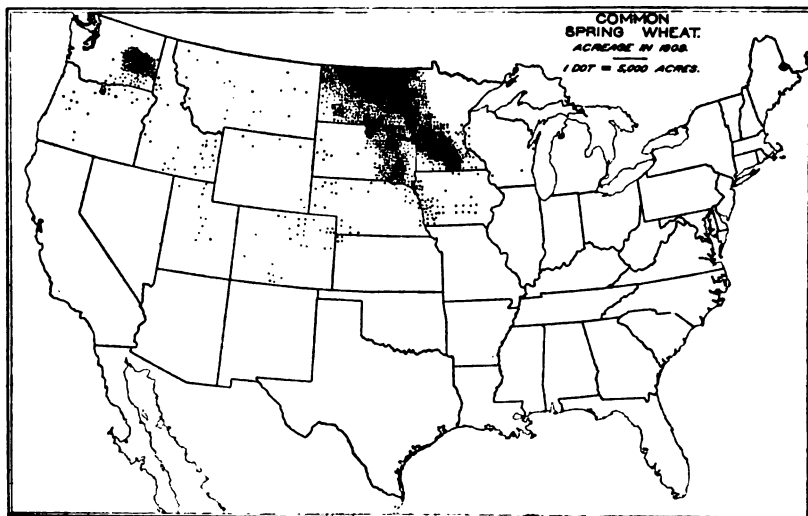 COMMON
SPRING WHEAT.
ACREAGE IN 1909.
1 DOT = 5,000 ACRES.